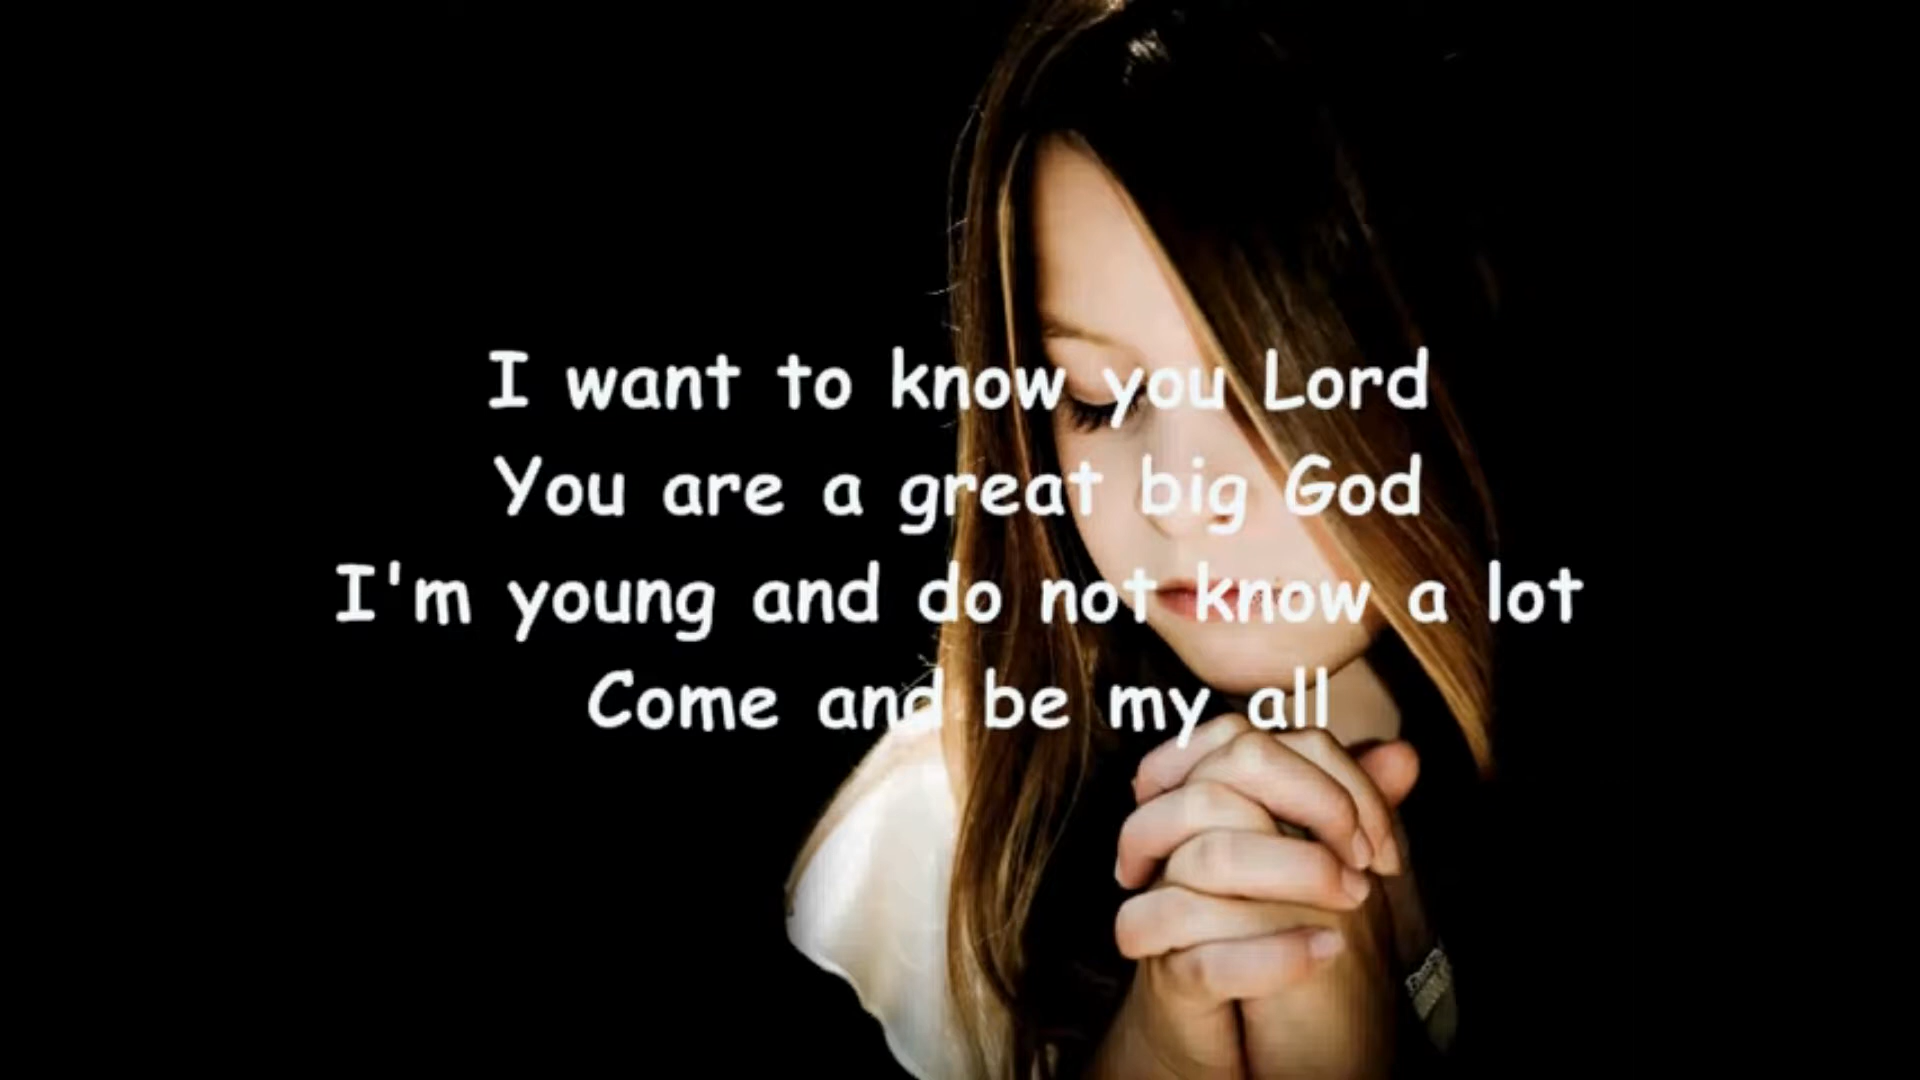 I want to know you Lord
You are a great big God
I'm young and do not know a lot
Come and be my all